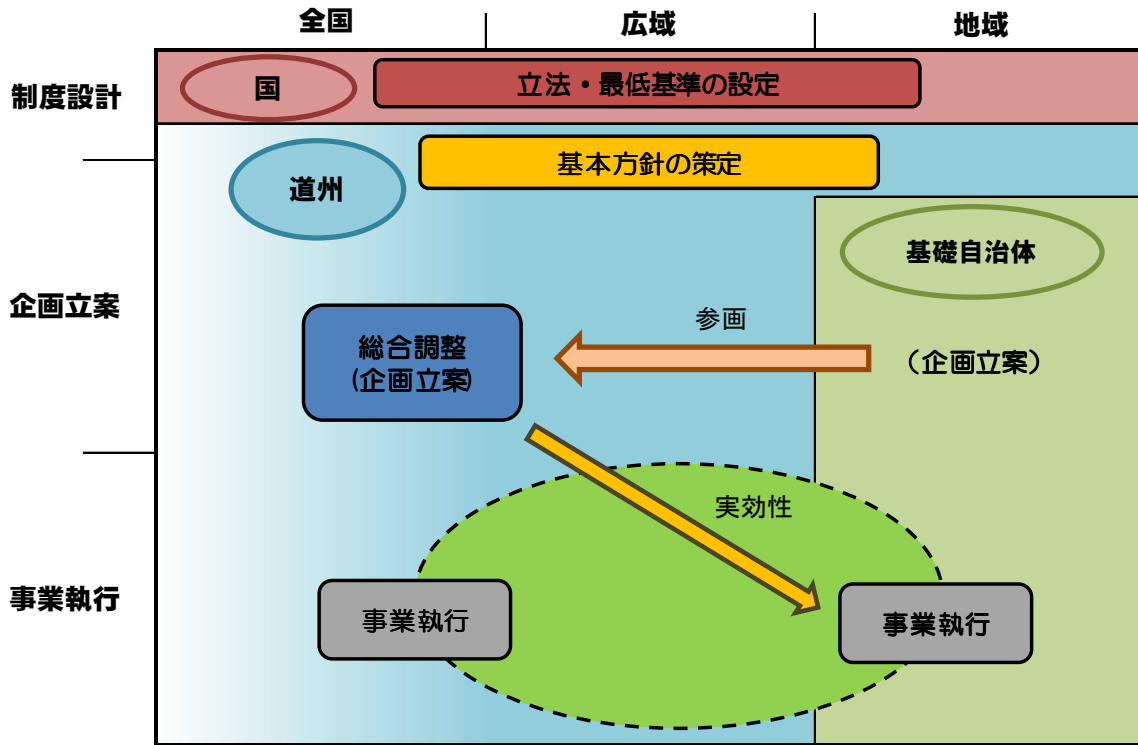 全国
広域
地域
制度設計
国
立法・最低基準の設定
基本方針の策定
道州
基礎自治体
企画立案
総合調整
(企画立案)
参画
（企画立案）
実効性
事業執行
事業執行
事業執行